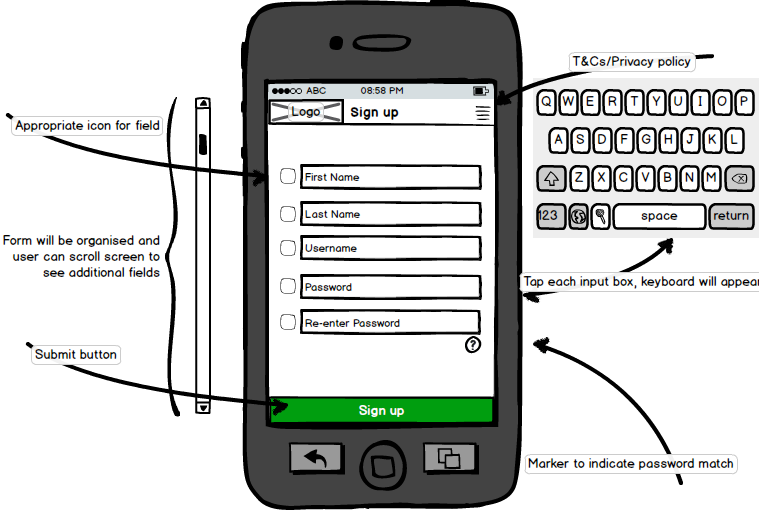 T&Cs/Privacy policy
ABC 08:58 PM
Logo Sign up
Q W E R T Y U I O P
A S D F G H J K L
Z X C V B N M
123 space return
Appropriate icon for field
First Name
Last Name
Username
Password
Re-enter Password
?
Form will be organised and
user can scroll screen to
see additional fields
Tap each input box, keyboard will appear
Submit button
Sign up
Marker to indicate password match